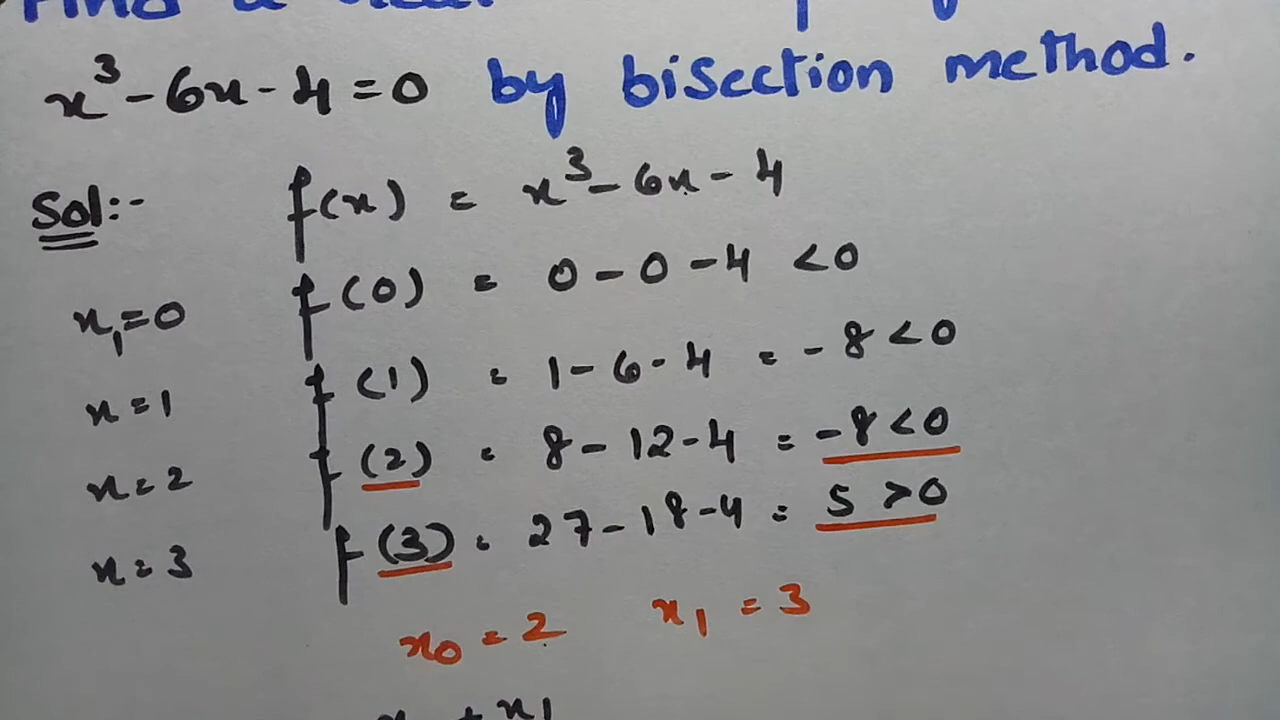 Find a
x³-6x-4=0 by bisection method.
Sol:- f(x) = x³-6x-4
x₁=0 f(0) = 0-0-4 <0
x=1 f(1) = 1-6-4 = -8<0
x=2 f(2) = 8-12-4 = -8<0
x=3 f(3) = 27-18-4 = 5 >0
x₀=2 x₁=3
+ x₁